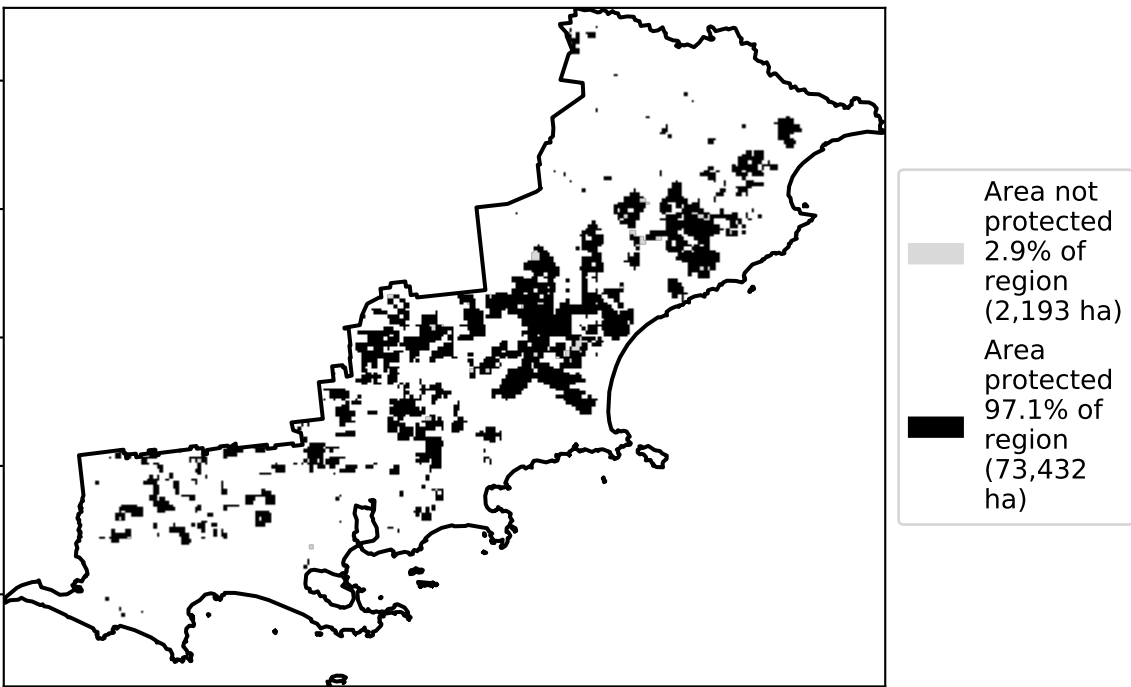 Area not
protected
2.9% of
region
(2,193 ha)
Area
protected
97.1% of
region
(73,432
ha)